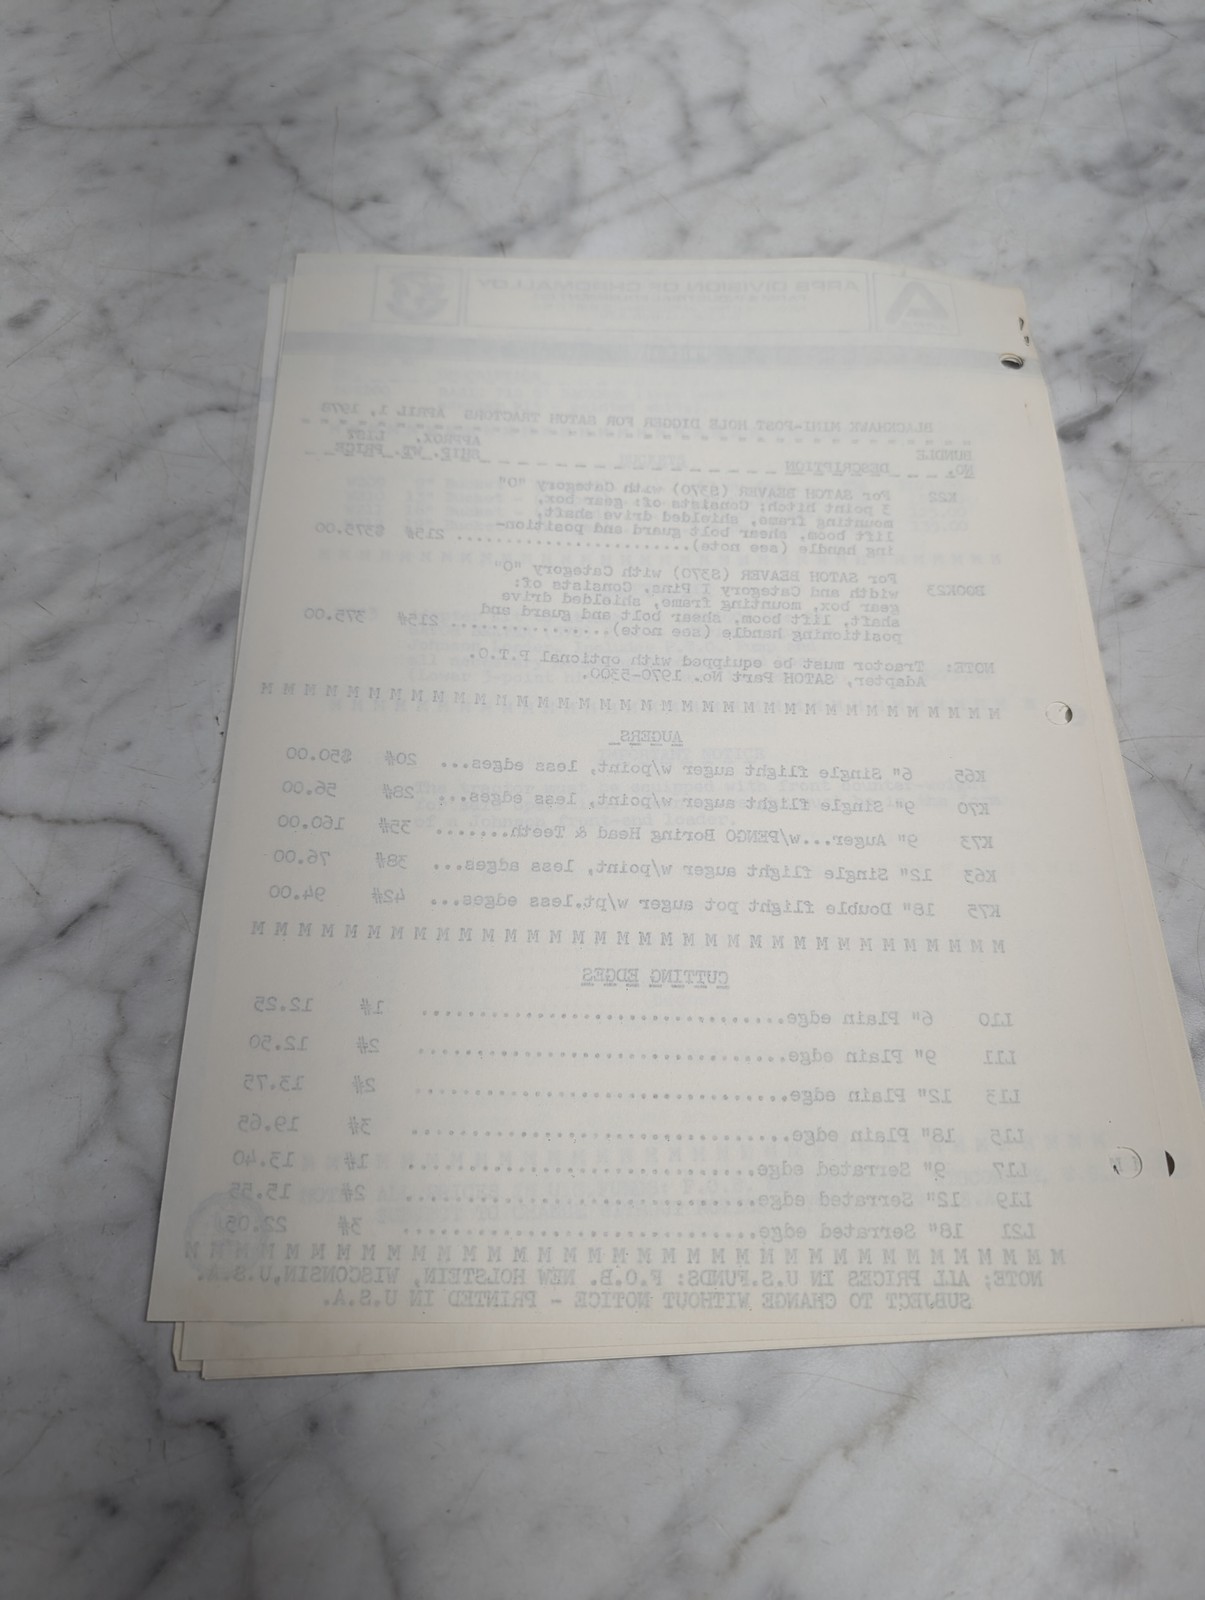 ARPS DIVISION OF CHROMALLOY
BLACKHAWK MINI-POST HOLE DIGGER FOR SATOH TRACTORS APRIL 1, 1978
BUNDLE NO. DESCRIPTION APPROX. SHIP. WT. LIST PRICE
K22 For SATOH BEAVER (S370) with Category "O"
3 point hitch; Consists of: gear box,
mounting frame, shielded drive shaft,
lift boom, shear bolt guard and position-
ing handle (see note)........................ 215# $375.00
BOOK23 For SATOH BEAVER (S370) with Category "O"
width and Category I Pins, Consists of:
gear box, mounting frame, shielded drive
shaft, lift boom, shear bolt and guard and
positioning handle (see note)................ 215# 375.00
NOTE: Tractor must be equipped with optional P.T.O.
Adapter, SATOH Part No. 1970-5300.
M M M M M M M M M M M M M M M M M M M M M M M M M M M M M M M M M M M
AUGERS
K65 6" Single flight auger w/point, less edges... 20# $50.00
K70 9" Single flight auger w/point, less edges... 28# 56.00
K73 9" Auger...w/PENGO Boring Head & Teeth....... 35# 160.00
K63 12" Single flight auger w/point, less edges... 38# 76.00
K75 18" Double flight pot auger w/pt.less edges... 42# 94.00
M M M M M M M M M M M M M M M M M M M M M M M M M M M M M M M M M M
CUTTING EDGES
L10 6" Plain edge................................ 1# 12.25
L11 9" Plain edge................................ 2# 12.50
L13 12" Plain edge................................ 2# 13.75
L15 18" Plain edge................................ 3# 19.65
L17 9" Serrated edge............................. 1# 13.40
L19 12" Serrated edge............................. 2# 15.55
L21 18" Serrated edge............................. 3# 22.05
M M M M M M M M M M M M M M M M M M M M M M M M M M M M M M M M M M M
NOTE; ALL PRICES IN U.S.FUNDS: F.O.B. NEW HOLSTEIN, WISCONSIN,U.S.A.
SUBJECT TO CHANGE WITHOUT NOTICE - PRINTED IN U.S.A.